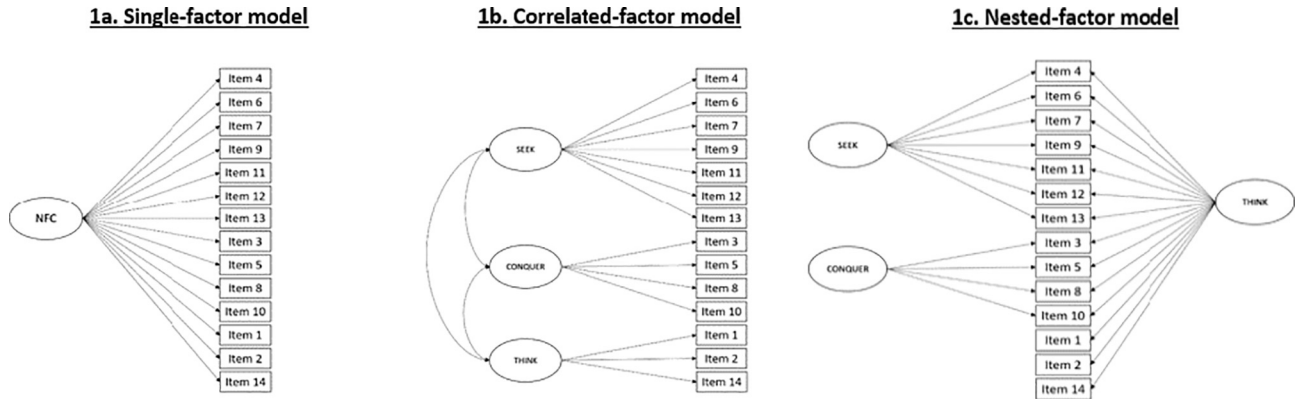 1a. Single-factor model
NFC
Item 4
Item 6
Item 7
Item 9
Item 11
Item 12
Item 13
Item 3
Item 5
Item 8
Item 10
Item 1
Item 2
Item 14
1b. Correlated-factor model
SEEK
CONQUER
THINK
Item 4
Item 6
Item 7
Item 9
Item 11
Item 12
Item 13
Item 3
Item 5
Item 8
Item 10
Item 1
Item 2
Item 14
1c. Nested-factor model
SEEK
CONQUER
Item 4
Item 6
Item 7
Item 9
Item 11
Item 12
Item 13
Item 3
Item 5
Item 8
Item 10
Item 1
Item 2
Item 14
THINK